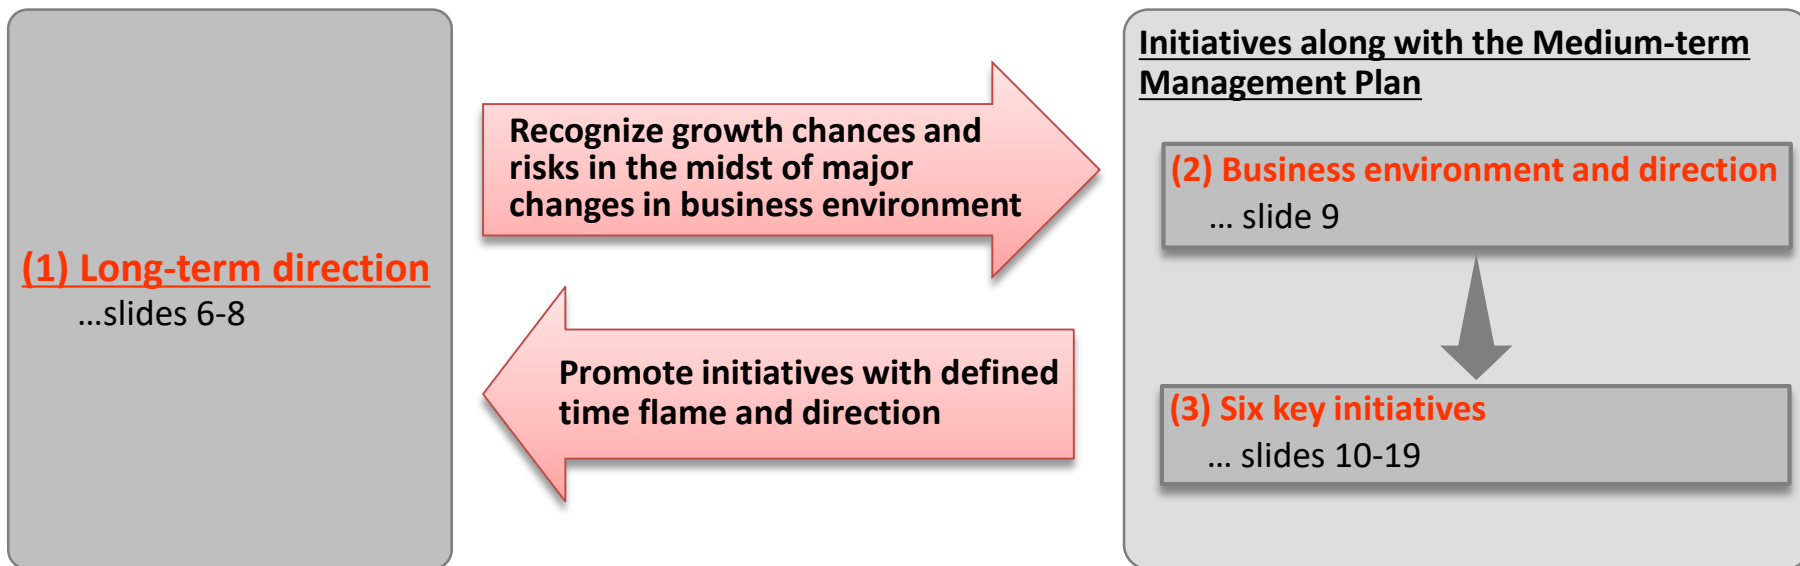 (1) Long-term direction
...slides 6-8
Recognize growth chances and
risks in the midst of major
changes in business environment
Promote initiatives with defined
time flame and direction
Initiatives along with the Medium-term
Management Plan
(2) Business environment and direction
... slide 9
(3) Six key initiatives
... slides 10-19